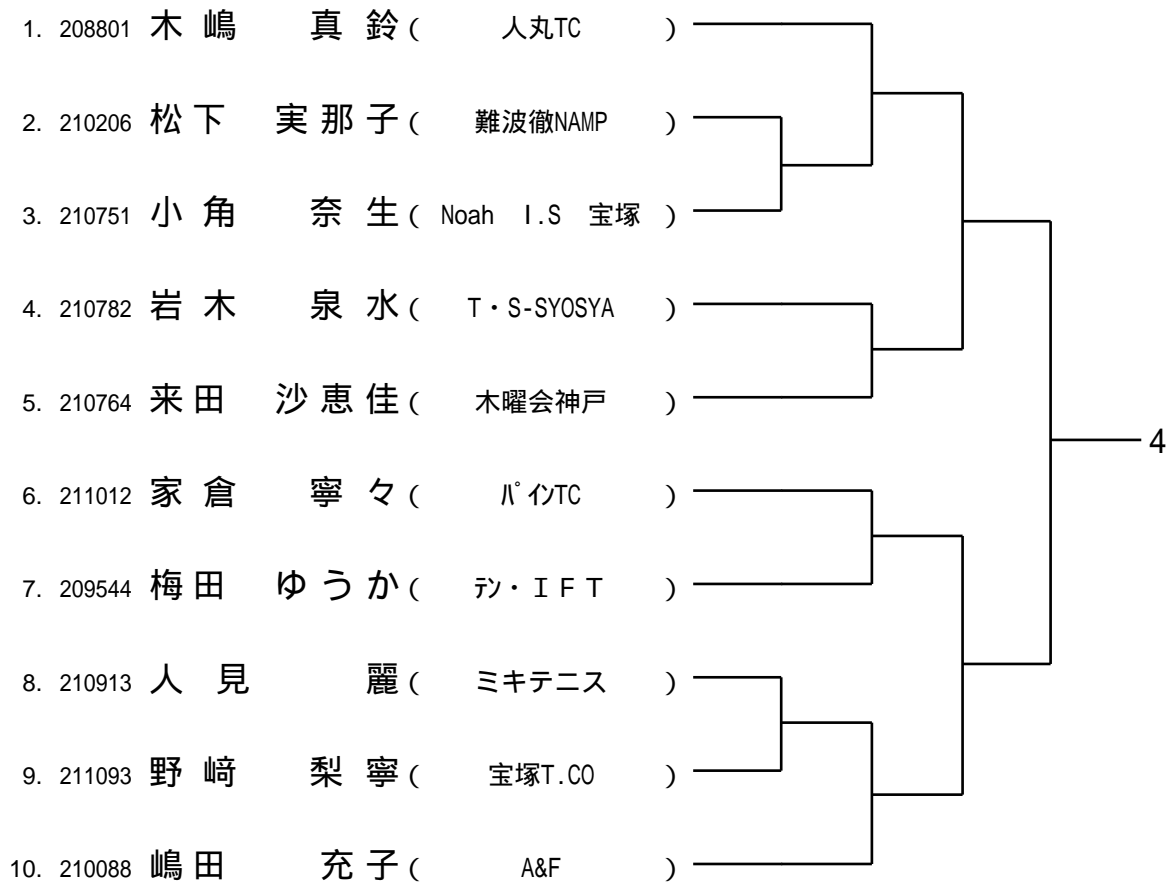 1. 208801 木嶋 真鈴 ( 人丸TC )
2. 210206 松下 実那子 ( 難波徹NAMP )
3. 210751 小角 奈生 ( Noah I.S 宝塚 )
4. 210782 岩木 泉水 ( T・S-SYOSYA )
5. 210764 来田 沙恵佳 ( 木曜会神戸 )
4
6. 211012 家倉 寧々 ( ﾊﾟｲﾝTC )
7. 209544 梅田 ゆうか ( ﾃﾝ・ＩＦＴ )
8. 210913 人見 麗 ( ミキテニス )
9. 211093 野﨑 梨寧 ( 宝塚T.CO )
10. 210088 嶋田 充子 ( A&F )